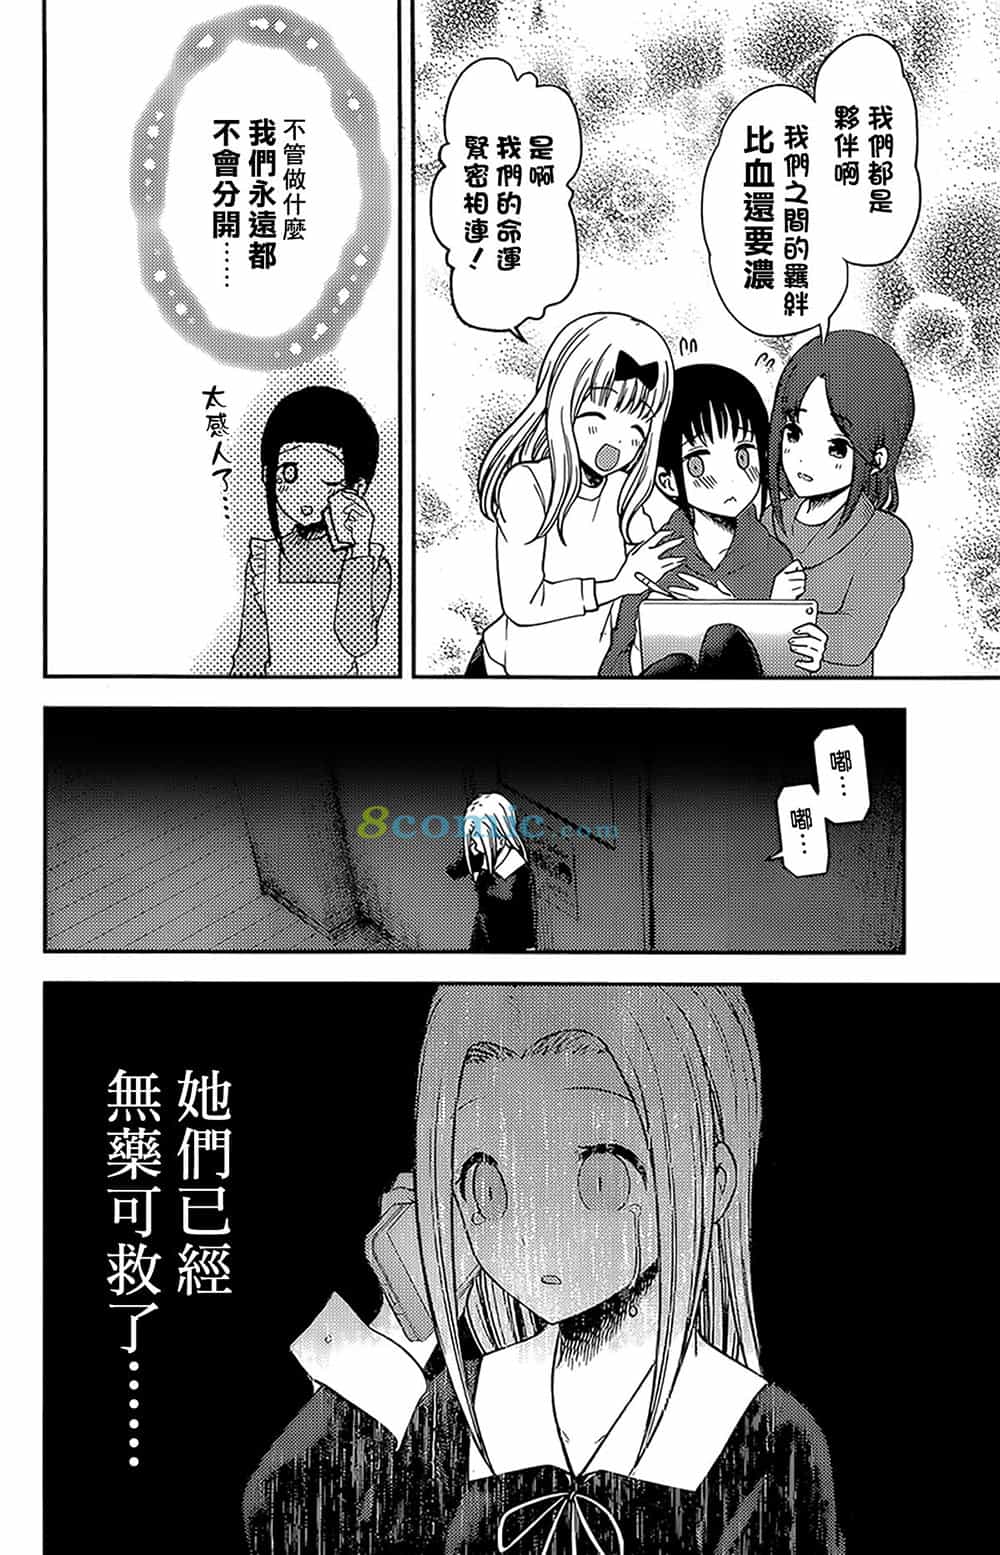 我們都是
夥伴啊
我們之間的羈絆
比血還要濃
是啊
我們的命運
緊密相連！
不管做什麼
我們永遠都
不會分開……
太感人了…
嘟…
嘟…
8comic.com
她們已經
無藥可救了………